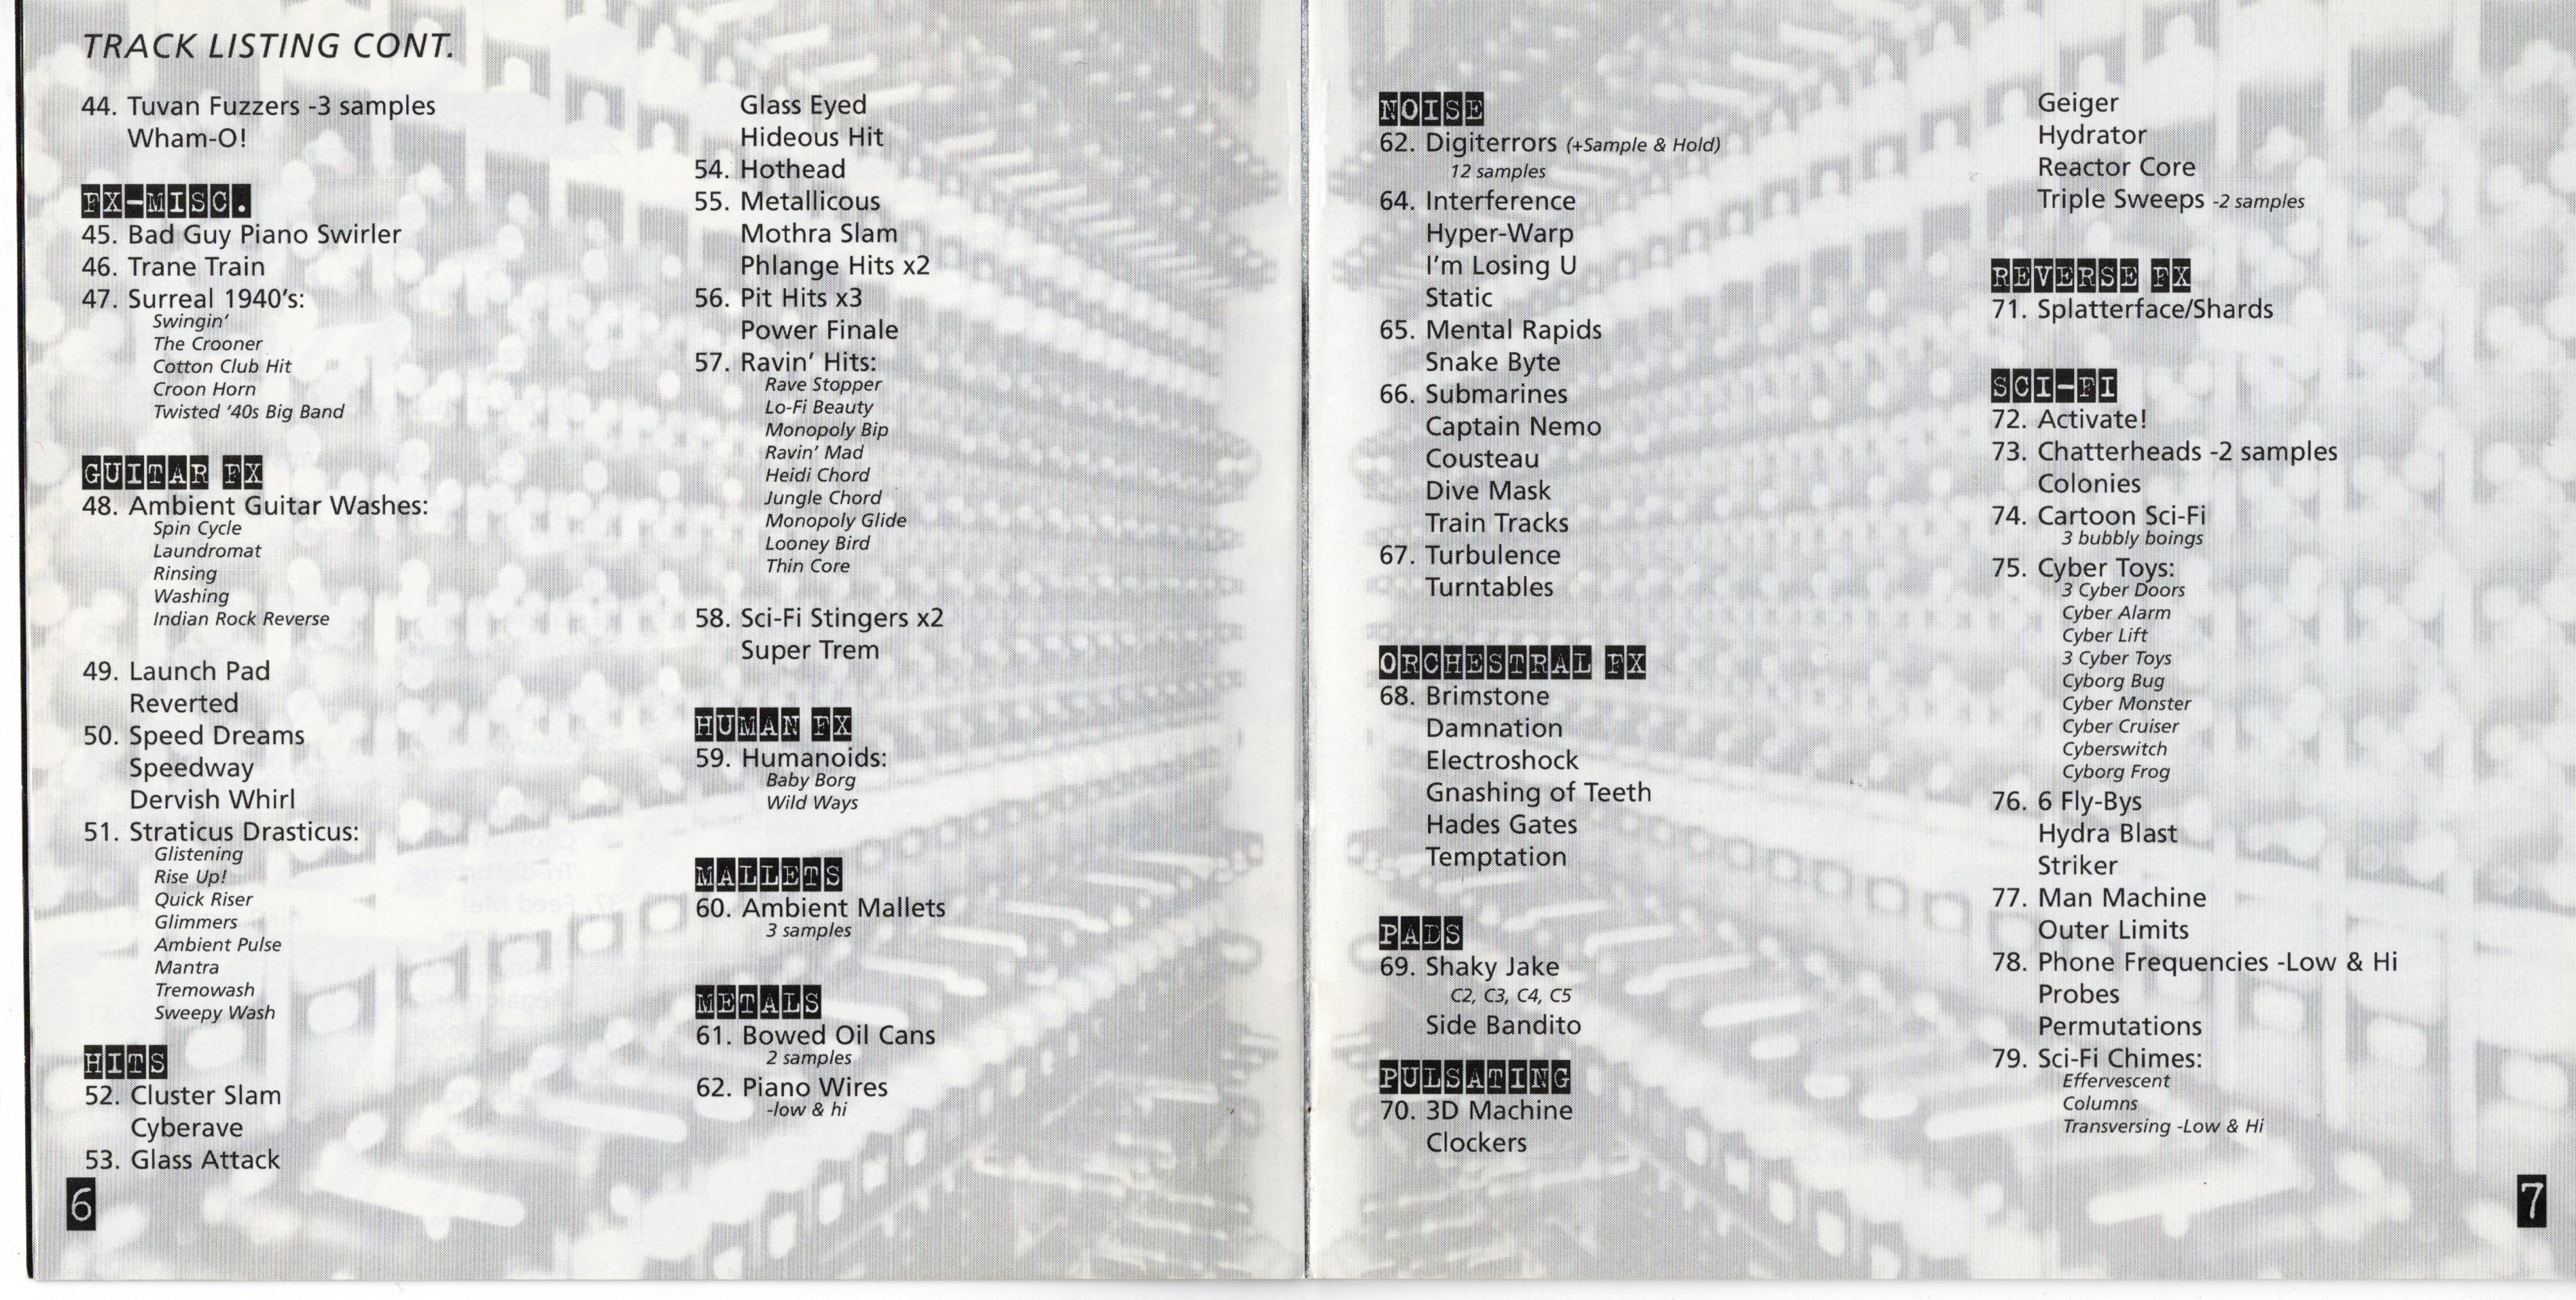 TRACK LISTING CONT.
44. Tuvan Fuzzers -3 samples
Wham-O!
FX-MISC.
45. Bad Guy Piano Swirler
46. Trane Train
47. Surreal 1940's:
Swingin'
The Crooner
Cotton Club Hit
Croon Horn
Twisted '40s Big Band
GUITAR FX
48. Ambient Guitar Washes:
Spin Cycle
Laundromat
Rinsing
Washing
Indian Rock Reverse
49. Launch Pad
Reverted
50. Speed Dreams
Speedway
Dervish Whirl
51. Straticus Drasticus:
Glistening
Rise Up!
Quick Riser
Glimmers
Ambient Pulse
Mantra
Tremowash
Sweepy Wash
HITS
52. Cluster Slam
Cyberave
53. Glass Attack
6
Glass Eyed
Hideous Hit
54. Hothead
55. Metallicous
Mothra Slam
Phlange Hits x2
56. Pit Hits x3
Power Finale
57. Ravin' Hits:
Rave Stopper
Lo-Fi Beauty
Monopoly Bip
Ravin' Mad
Heidi Chord
Jungle Chord
Monopoly Glide
Looney Bird
Thin Core
58. Sci-Fi Stingers x2
Super Trem
HUMAN FX
59. Humanoids:
Baby Borg
Wild Ways
MALLETS
60. Ambient Mallets
3 samples
METALS
61. Bowed Oil Cans
2 samples
62. Piano Wires
-low & hi
NOISE
62. Digiterrors (+Sample & Hold)
12 samples
64. Interference
Hyper-Warp
I'm Losing U
Static
65. Mental Rapids
Snake Byte
66. Submarines
Captain Nemo
Cousteau
Dive Mask
Train Tracks
67. Turbulence
Turntables
ORCHESTRAL FX
68. Brimstone
Damnation
Electroshock
Gnashing of Teeth
Hades Gates
Temptation
PADS
69. Shaky Jake
C2, C3, C4, C5
Side Bandito
PULSATING
70. 3D Machine
Clockers
Geiger
Hydrator
Reactor Core
Triple Sweeps -2 samples
REVERSE FX
71. Splatterface/Shards
SCI-FI
72. Activate!
73. Chatterheads -2 samples
Colonies
74. Cartoon Sci-Fi
3 bubbly boings
75. Cyber Toys:
3 Cyber Doors
Cyber Alarm
Cyber Lift
3 Cyber Toys
Cyborg Bug
Cyber Monster
Cyber Cruiser
Cyberswitch
Cyborg Frog
76. 6 Fly-Bys
Hydra Blast
Striker
77. Man Machine
Outer Limits
78. Phone Frequencies -Low & Hi
Probes
Permutations
79. Sci-Fi Chimes:
Effervescent
Columns
Transversing -Low & Hi
7